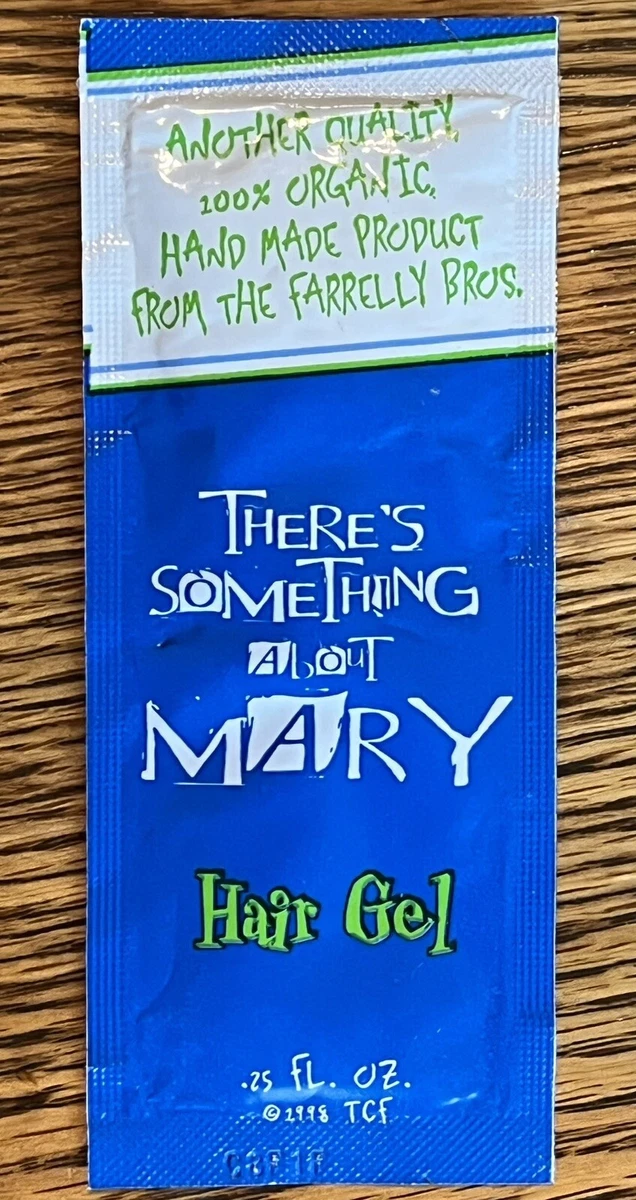 ANOTHER QUALITY,
100% ORGANIC,
HAND MADE PRODUCT
FROM THE FARRELLY BROS.
THERE'S
SOMETHING
ABOUT
MARY
Hair Gel
.25 FL. OZ.
©1998 TCF